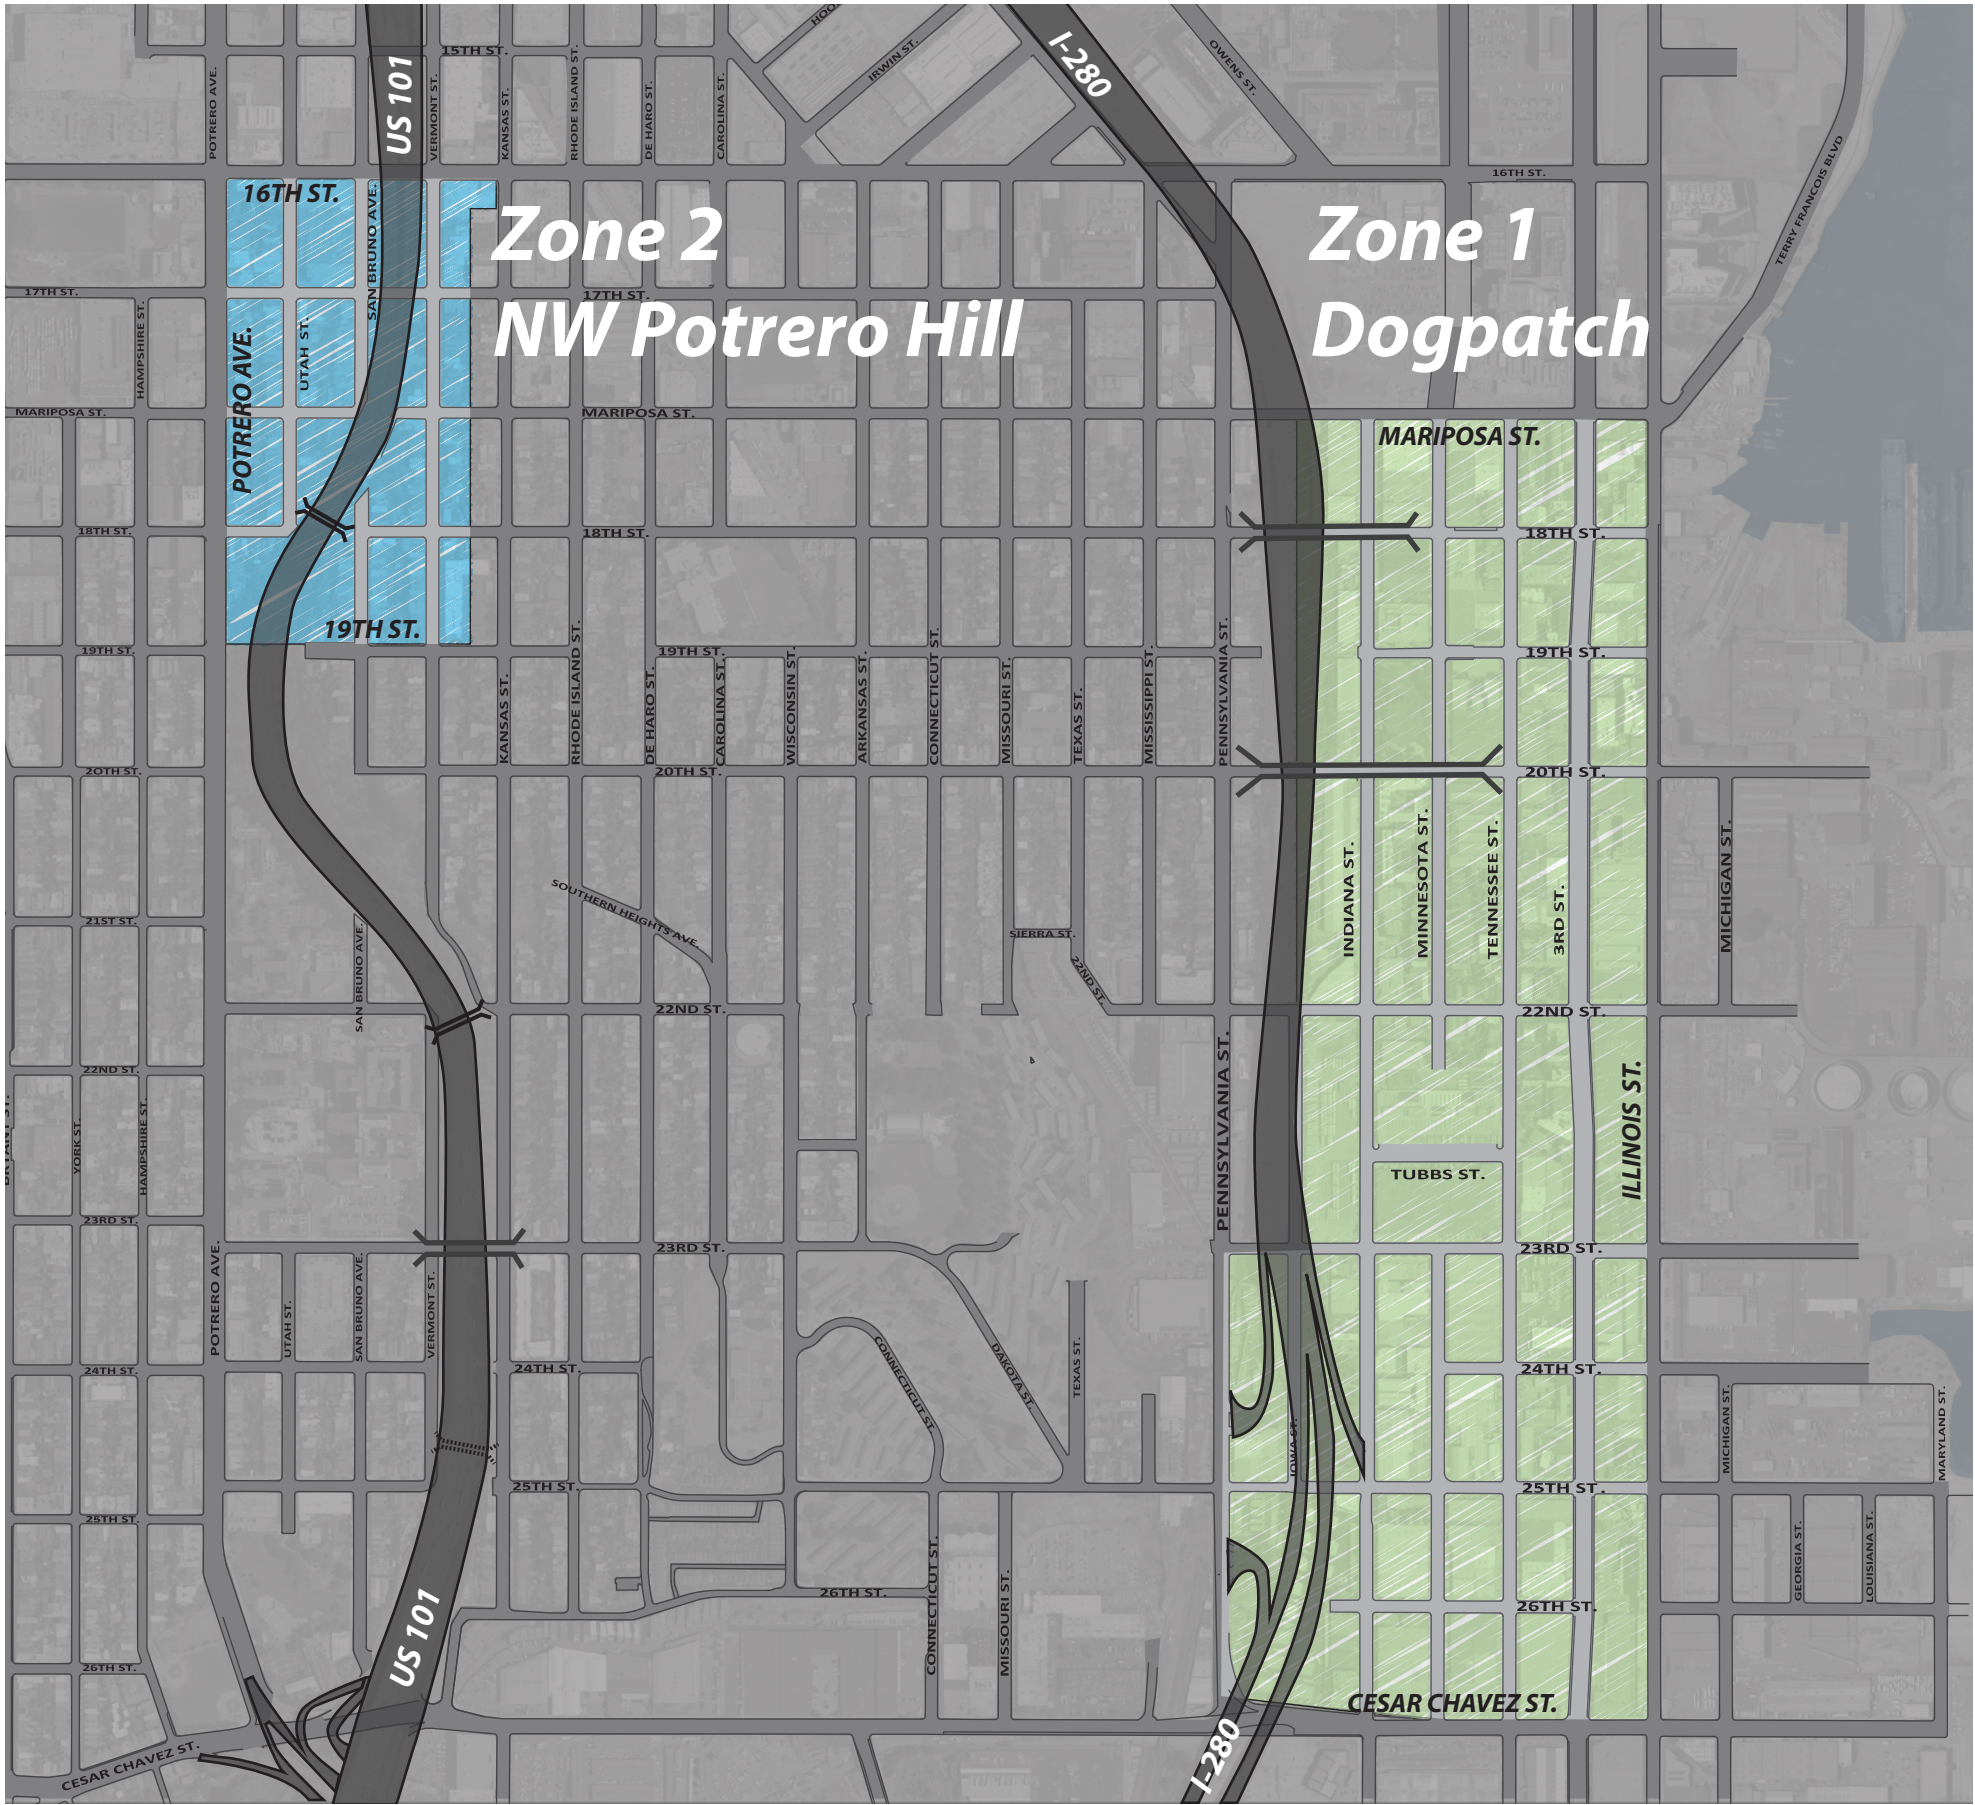 HOO
15TH ST.
IRWIN ST.
I-280
OWENS ST.
US 101
POTRERO AVE.
VERMONT ST.
KANSAS ST.
RHODE ISLAND ST.
DE HARO ST.
CAROLINA ST.
TERRY FRANCOIS BLVD
16TH ST.
16TH ST.
SAN BRUNO AVE.
Zone 2
NW Potrero Hill
Zone 1
Dogpatch
17TH ST.
17TH ST.
HAMPSHIRE ST.
POTRERO AVE.
UTAH ST.
MARIPOSA ST.
MARIPOSA ST.
MARIPOSA ST.
18TH ST.
18TH ST.
18TH ST.
19TH ST.
19TH ST.
19TH ST.
19TH ST.
KANSAS ST.
RHODE ISLAND ST.
DE HARO ST.
CAROLINA ST.
WISCONSIN ST.
ARKANSAS ST.
CONNECTICUT ST.
MISSOURI ST.
TEXAS ST.
MISSISSIPPI ST.
PENNSYLVANIA ST.
20TH ST.
20TH ST.
20TH ST.
INDIANA ST.
MINNESOTA ST.
TENNESSEE ST.
3RD ST.
MICHIGAN ST.
SOUTHERN HEIGHTS AVE.
21ST ST.
SAN BRUNO AVE.
SIERRA ST.
22ND ST.
22ND ST.
22ND ST.
22ND ST.
BRYANT ST.
YORK ST.
HAMPSHIRE ST.
PENNSYLVANIA ST.
ILLINOIS ST.
TUBBS ST.
23RD ST.
23RD ST.
23RD ST.
POTRERO AVE.
UTAH ST.
SAN BRUNO AVE.
VERMONT ST.
CONNECTICUT ST.
DAKOTA ST.
TEXAS ST.
24TH ST.
24TH ST.
24TH ST.
IOWA ST.
MICHIGAN ST.
MARYLAND ST.
25TH ST.
25TH ST.
25TH ST.
GEORGIA ST.
LOUISIANA ST.
CONNECTICUT ST.
MISSOURI ST.
26TH ST.
26TH ST.
26TH ST.
US 101
CESAR CHAVEZ ST.
CESAR CHAVEZ ST.
I-280